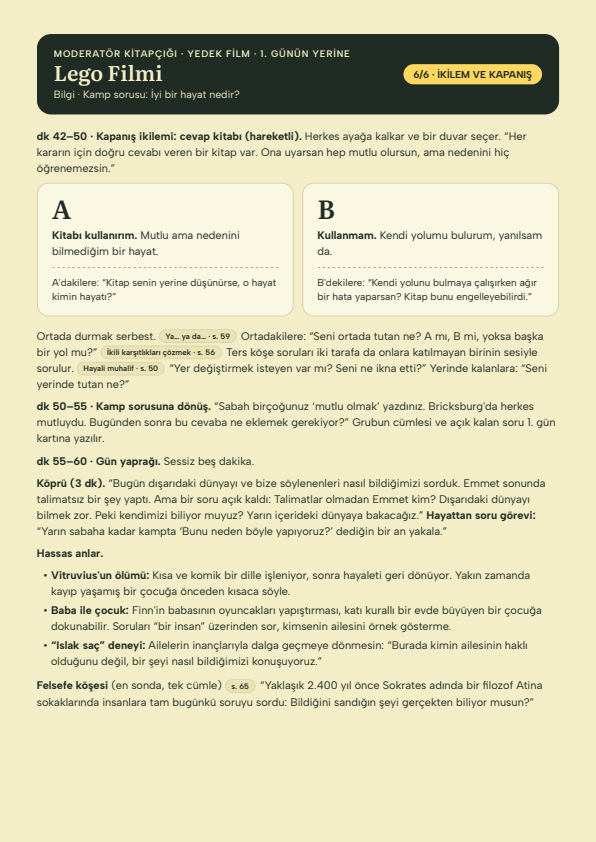 MODERATÖR KİTAPÇIĞI · YEDEK FİLM · 1. GÜNÜN YERİNE
Lego Filmi
Bilgi · Kamp sorusu: İyi bir hayat nedir?
6/6 · İKİLEM VE KAPANIŞ
dk 42–50 · Kapanış ikilemi: cevap kitabı (hareketli). Herkes ayağa kalkar ve bir duvar seçer. “Her
kararın için doğru cevabı veren bir kitap var. Ona uyarsan hep mutlu olursun, ama nedenini hiç
öğrenemezsin.”
A
Kitabı kullanırım. Mutlu ama nedenini
bilmediğim bir hayat.
A'dakilere: “Kitap senin yerine düşünürse, o hayat
kimin hayatı?”
B
Kullanmam. Kendi yolumu bulurum, yanılsam
da.
B'dekilere: “Kendi yolunu bulmaya çalışırken ağır
bir hata yaparsan? Kitap bunu engelleyebilirdi.”
Ortada durmak serbest. Ya… ya da… · s. 59 Ortadakilere: “Seni ortada tutan ne? A mı, B mi, yoksa başka
bir yol mu?” İkili karşıtlıkları çözmek · s. 56 Ters köşe soruları iki tarafa da onlara katılmayan birinin sesiyle
sorulur. Hayali muhalif · s. 50 “Yer değiştirmek isteyen var mı? Seni ne ikna etti?” Yerinde kalanlara: “Seni
yerinde tutan ne?”
dk 50–55 · Kamp sorusuna dönüş. “Sabah birçoğunuz ‘mutlu olmak’ yazdınız. Bricksburg'da herkes
mutluydu. Bugünden sonra bu cevaba ne eklemek gerekiyor?” Grubun cümlesi ve açık kalan soru 1. gün
kartına yazılır.
dk 55–60 · Gün yaprağı. Sessiz beş dakika.
Köprü (3 dk). “Bugün dışarıdaki dünyayı ve bize söylenenleri nasıl bildiğimizi sorduk. Emmet sonunda
talimatsız bir şey yaptı. Ama bir soru açık kaldı: Talimatlar olmadan Emmet kim? Dışarıdaki dünyayı
bilmek zor. Peki kendimizi biliyor muyuz? Yarın içerideki dünyaya bakacağız.” Hayattan soru görevi:
“Yarın sabaha kadar kampta ‘Bunu neden böyle yapıyoruz?’ dediğin bir an yakala.”
Hassas anlar.
• Vitruvius'un ölümü: Kısa ve komik bir dille işleniyor, sonra hayaleti geri dönüyor. Yakın zamanda
kayıp yaşamış bir çocuğa önceden kısaca söyle.
• Baba ile çocuk: Finn'in babasının oyuncakları yapıştırması, katı kurallı bir evde büyüyen bir çocuğa
dokunabilir. Soruları “bir insan” üzerinden sor, kimsenin ailesini örnek gösterme.
• “Islak saç” deneyi: Ailelerin inançlarıyla dalga geçmeye dönmesin: “Burada kimin ailesinin haklı
olduğunu değil, bir şeyi nasıl bildiğimizi konuşuyoruz.”
Felsefe köşesi (en sonda, tek cümle) s. 65 “Yaklaşık 2.400 yıl önce Sokrates adında bir filozof Atina
sokaklarında insanlara tam bugünkü soruyu sordu: Bildiğini sandığın şeyi gerçekten biliyor musun?”